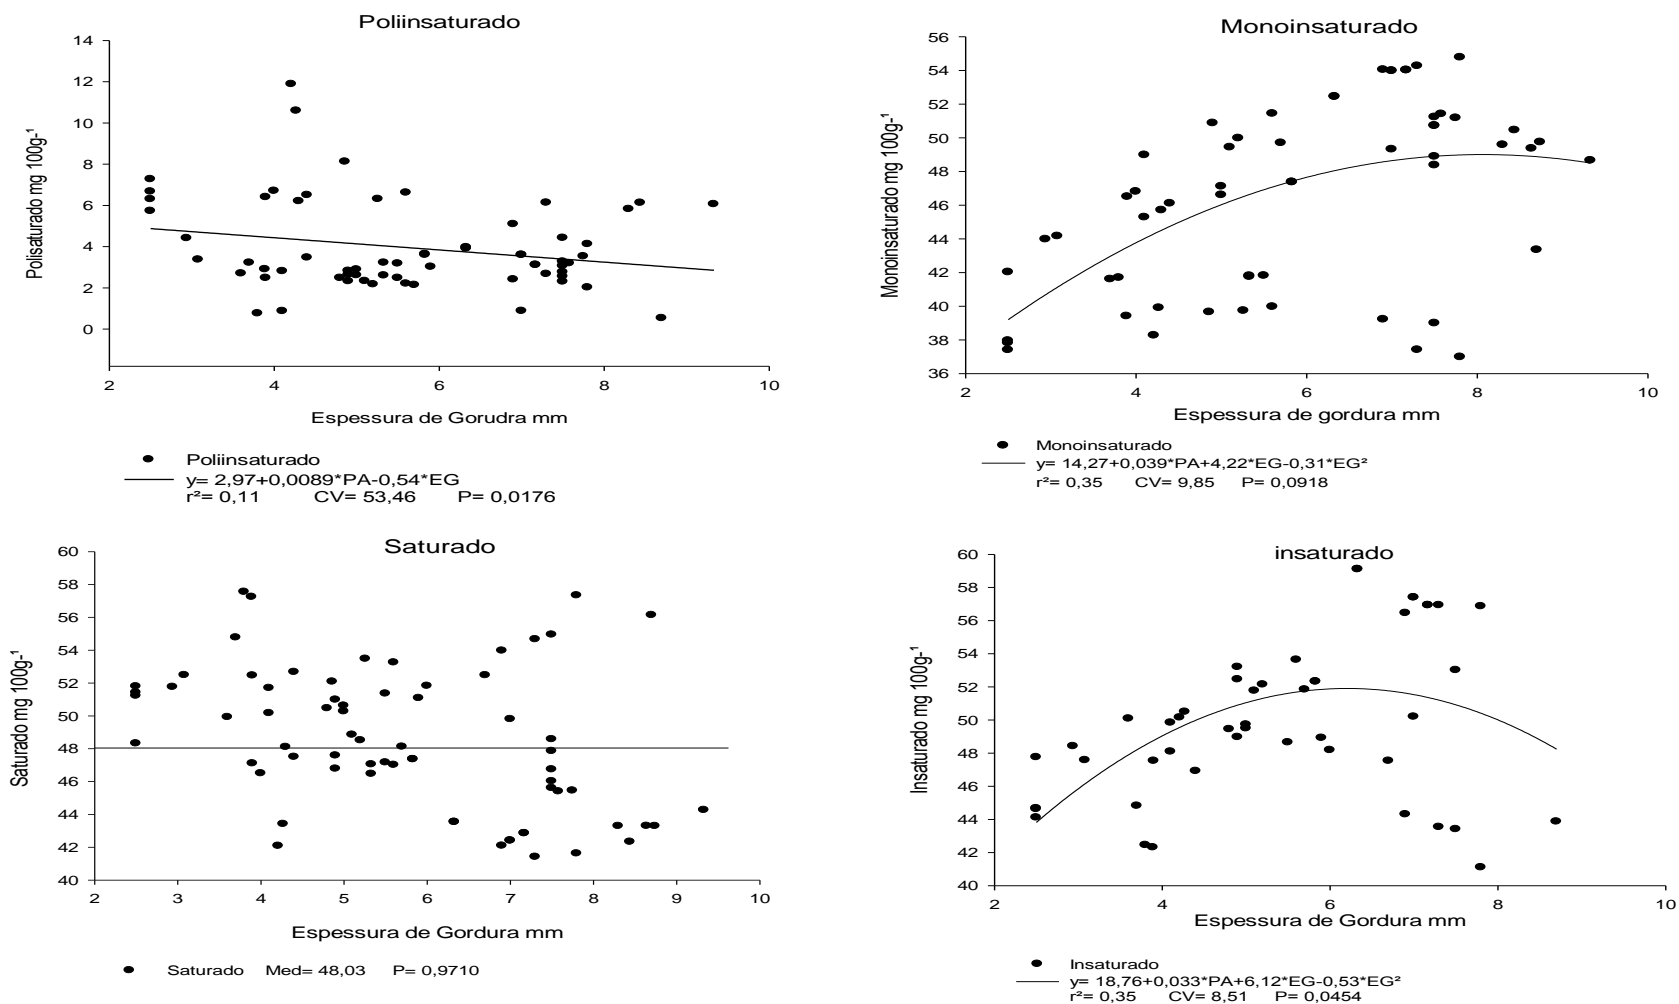 Poliinsaturado
Polisaturado mg 100g-¹
14
12
10
8
6
4
2
0
2 4 6 8 10
Espessura de Gorudra mm
Poliinsaturado
y= 2,97+0,0089*PA-0,54*EG
r²= 0,11 CV= 53,46 P= 0,0176
Monoinsaturado
Monoinsaturado mg 100g-¹
56
54
52
50
48
46
44
42
40
38
36
2 4 6 8 10
Espessura de gordura mm
Monoinsaturado
y= 14,27+0,039*PA+4,22*EG-0,31*EG²
r²= 0,35 CV= 9,85 P= 0,0918
Saturado
Saturado mg 100g-¹
60
58
56
54
52
50
48
46
44
42
40
2 3 4 5 6 7 8 9 10
Espessura de Gordura mm
Saturado Med= 48,03 P= 0,9710
insaturado
Insaturado mg 100g-¹
60
58
56
54
52
50
48
46
44
42
40
2 4 6 8 10
Espessura de Gordura mm
Insaturado
y= 18,76+0,033*PA+6,12*EG-0,53*EG²
r²= 0,35 CV= 8,51 P= 0,0454